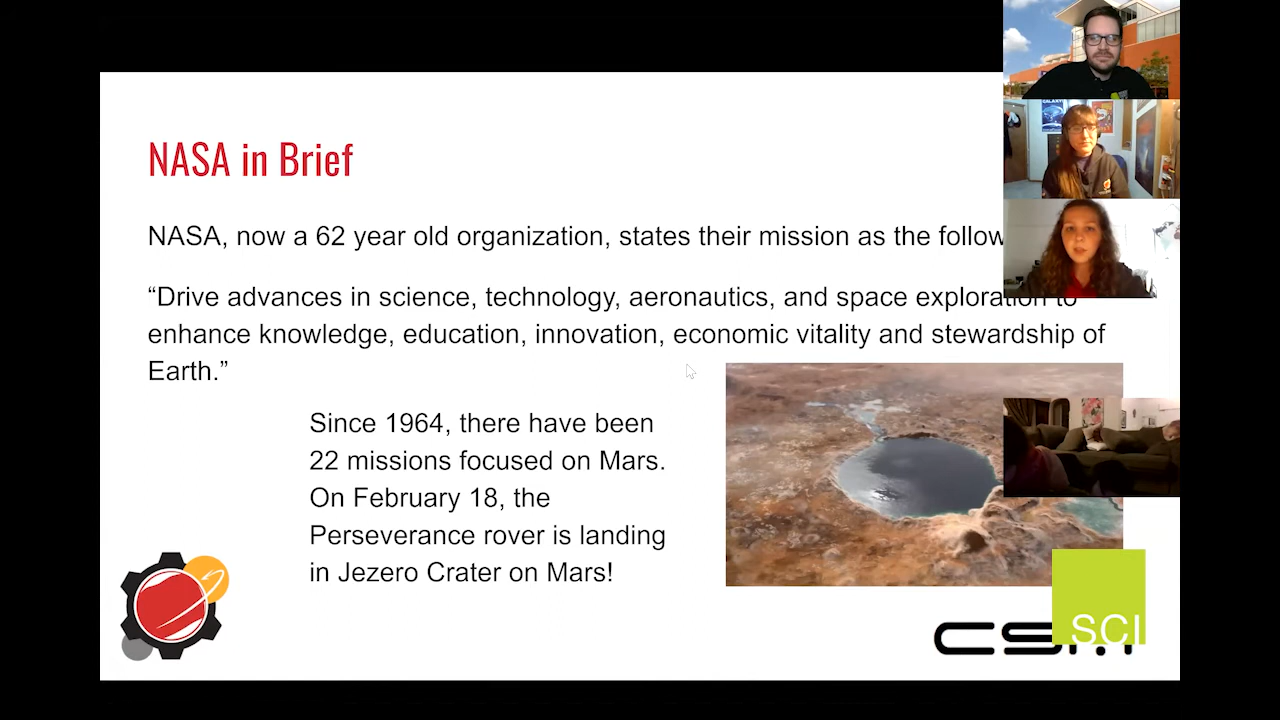 NASA in Brief
NASA, now a 62 year old organization, states their mission as the follow
“Drive advances in science, technology, aeronautics, and space exploration to
enhance knowledge, education, innovation, economic vitality and stewardship of
Earth.”
Since 1964, there have been
22 missions focused on Mars.
On February 18, the
Perseverance rover is landing
in Jezero Crater on Mars!
SCI